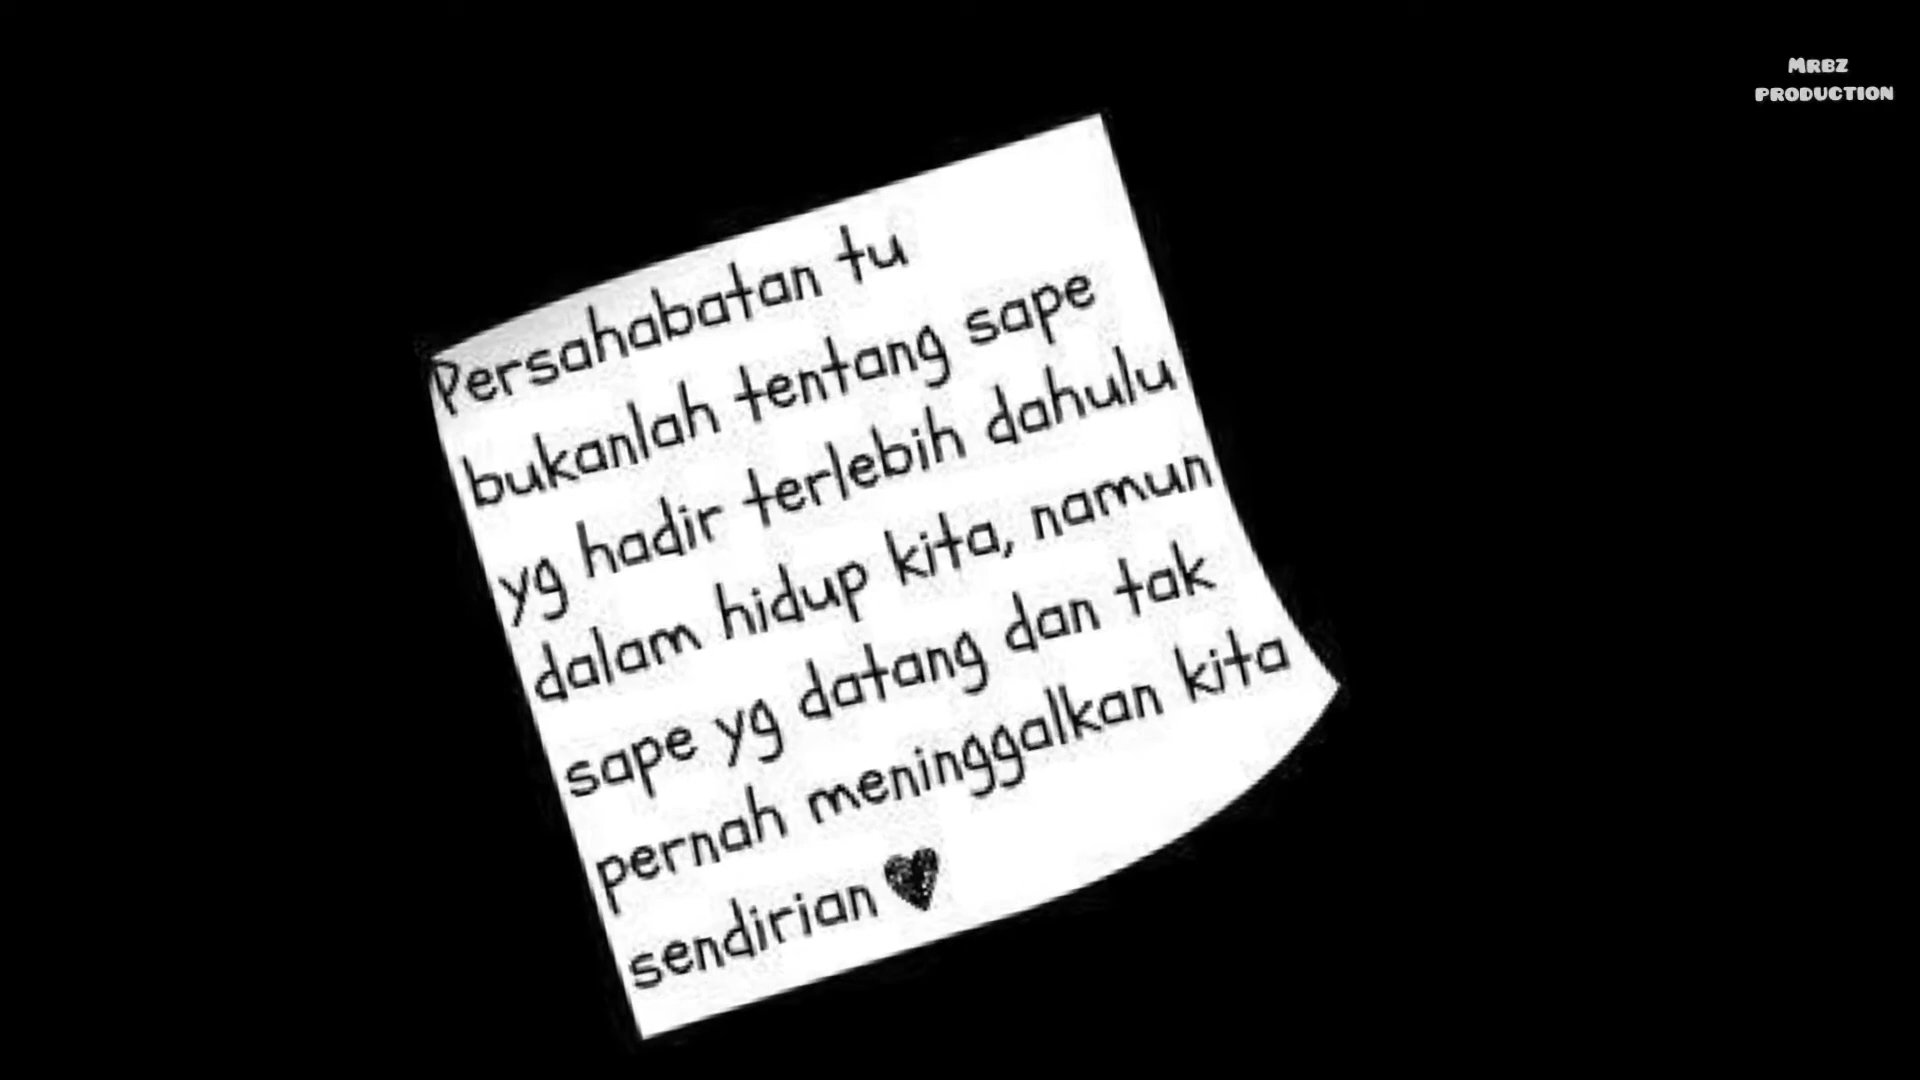 Mrbz
PRODUCTION
Persahabatan tu
bukanlah tentang sape
yg hadir terlebih dahulu
dalam hidup kita, namun
sape yg datang dan tak
pernah meninggalkan kita
sendirian ♥